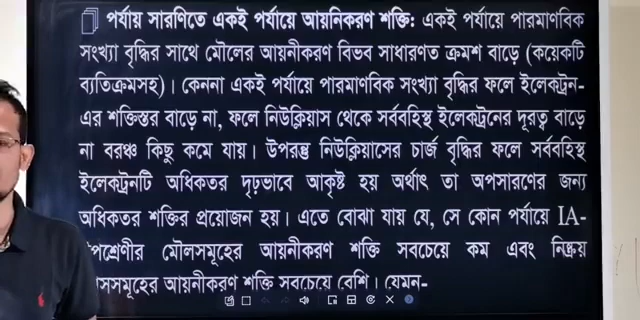 পর্যায় সারণিতে একই পর্যায়ে আয়নিকরণ শক্তি: একই পর্যায়ে পারমাণবিক
সংখ্যা বৃদ্ধির সাথে মৌলের আয়নীকরণ বিভব সাধারণত ক্রমশ বাড়ে (কয়েকটি
ব্যতিক্রমসহ)। কেননা একই পর্যায়ে পারমাণবিক সংখ্যা বৃদ্ধির ফলে ইলেকট্রন-
এর শক্তিস্তর বাড়ে না, ফলে নিউক্লিয়াস থেকে সর্ববহিস্থ ইলেকট্রনের দূরত্ব বাড়ে
না বরঞ্চ কিছু কমে যায়। উপরন্তু নিউক্লিয়াসের চার্জ বৃদ্ধির ফলে সর্ববহিস্থ
ইলেকট্রনটি অধিকতর দৃঢ়ভাবে আকৃষ্ট হয় অর্থাৎ তা অপসারণের জন্য
অধিকতর শক্তির প্রয়োজন হয়। এতে বোঝা যায় যে, সে কোন পর্যায়ে IA-
উপশ্রেণীর মৌলসমূহের আয়নীকরণ শক্তি সবচেয়ে কম এবং নিষ্ক্রিয়
সসমূহের আয়নীকরণ শক্তি সবচেয়ে বেশি। যেমন-